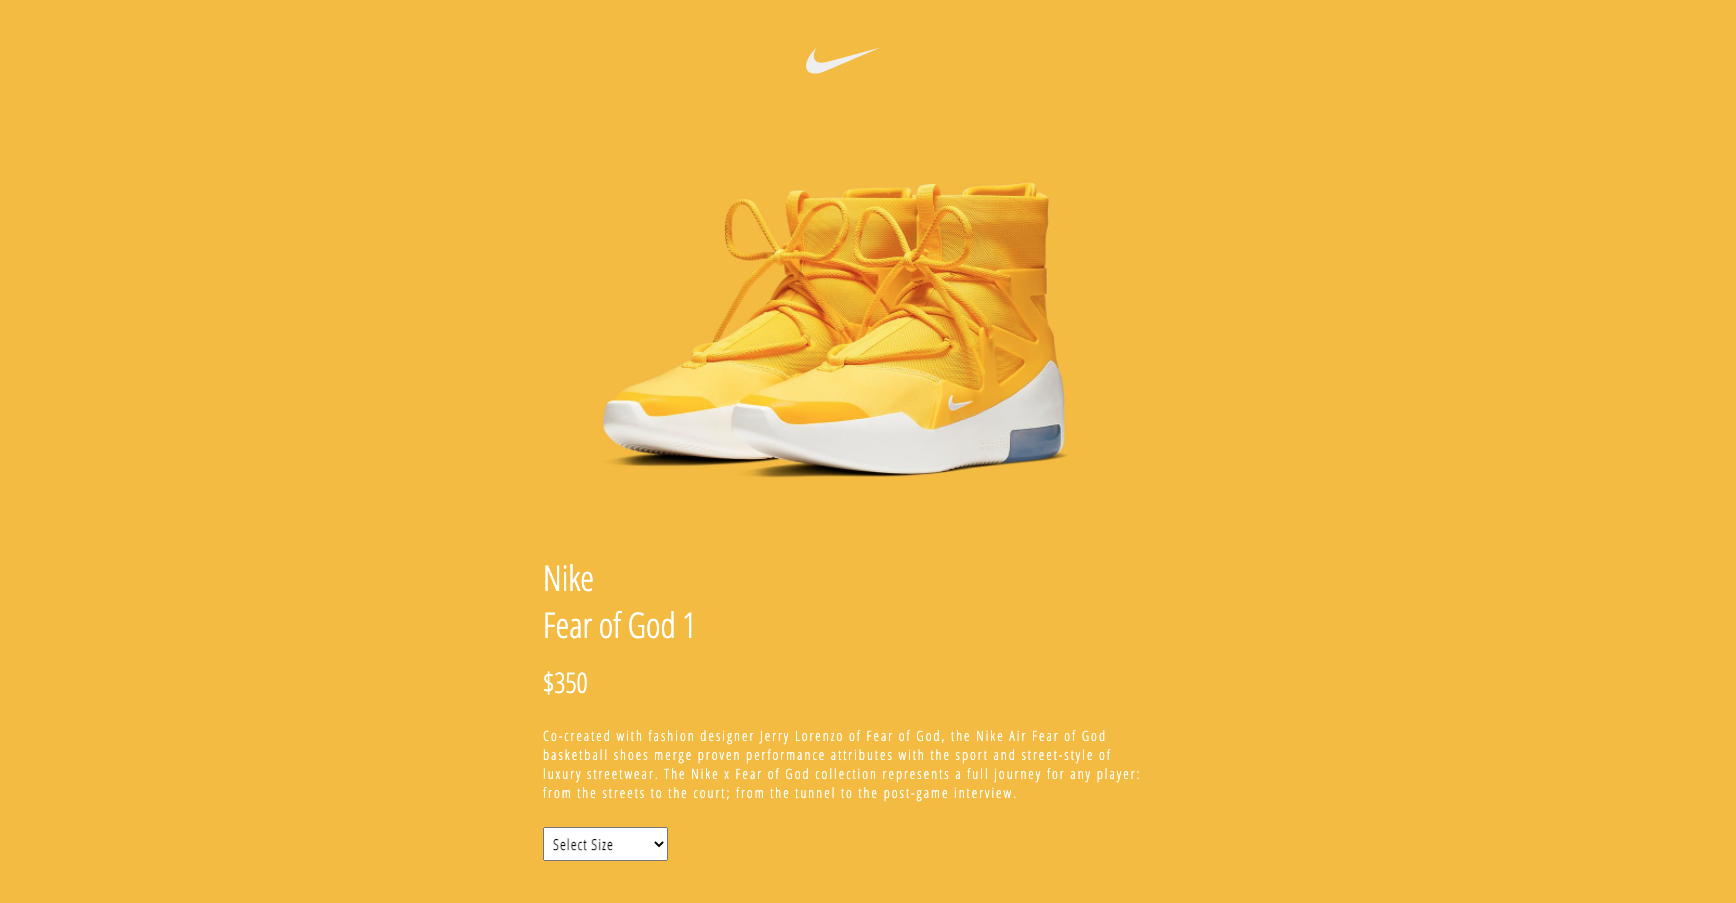 Nike
Fear of God 1
$350
Co-created with fashion designer Jerry Lorenzo of Fear of God, the Nike Air Fear of God
basketball shoes merge proven performance attributes with the sport and street-style of
luxury streetwear. The Nike x Fear of God collection represents a full journey for any player:
from the streets to the court; from the tunnel to the post-game interview.
Select Size